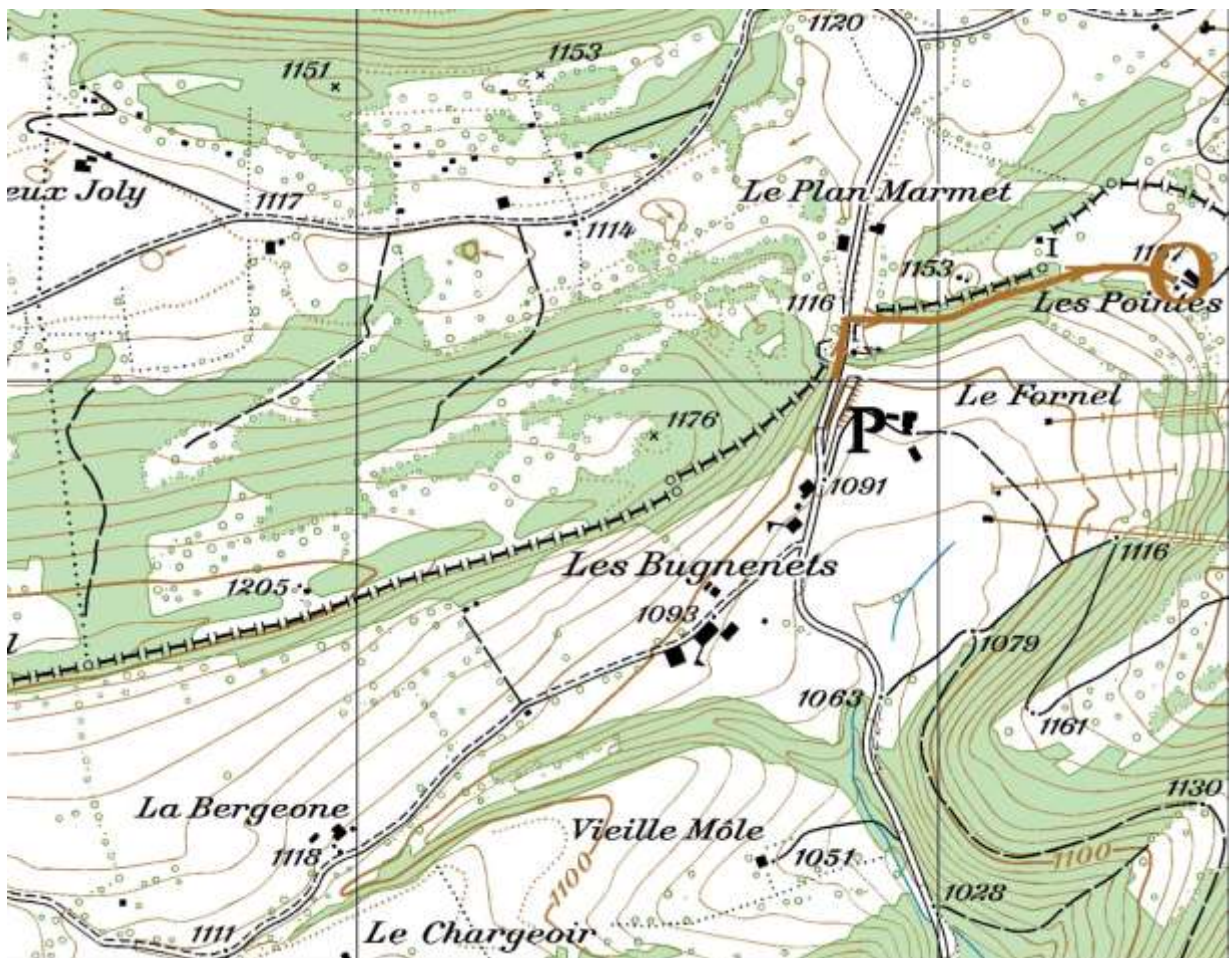 1120
1153
1151
eux Joly
1117
Le Plan Marmet
1114
1153
I
O
1116
Les Pointes
Le Fornel
P
1176
1091
1116
Les Bugnenets
1205
1093
1079
l
1063
1161
La Bergeone
1130
Vieille Môle
1118
1051
1100
1100
1028
1111
Le Chargeoir